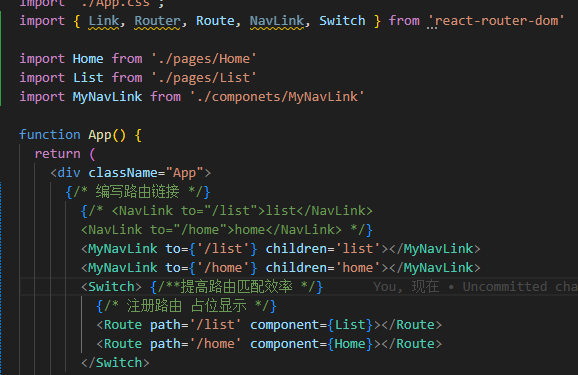 import './App.css';
import { Link, Router, Route, NavLink, Switch } from 'react-router-dom'
import Home from './pages/Home'
import List from './pages/List'
import MyNavLink from './componets/MyNavLink'
function App() {
return (
<div className="App">
{/* 编写路由链接 */}
{/* <NavLink to="/list">list</NavLink>
<NavLink to="/home">home</NavLink> */}
<MyNavLink to={'/list'} children='list'></MyNavLink>
<MyNavLink to={'/home'} children='home'></MyNavLink>
<Switch> {/**提高路由匹配效率 */} You, 现在 • Uncommitted cha
{/* 注册路由 占位显示 */}
<Route path='/list' component={List}></Route>
<Route path='/home' component={Home}></Route>
</Switch>